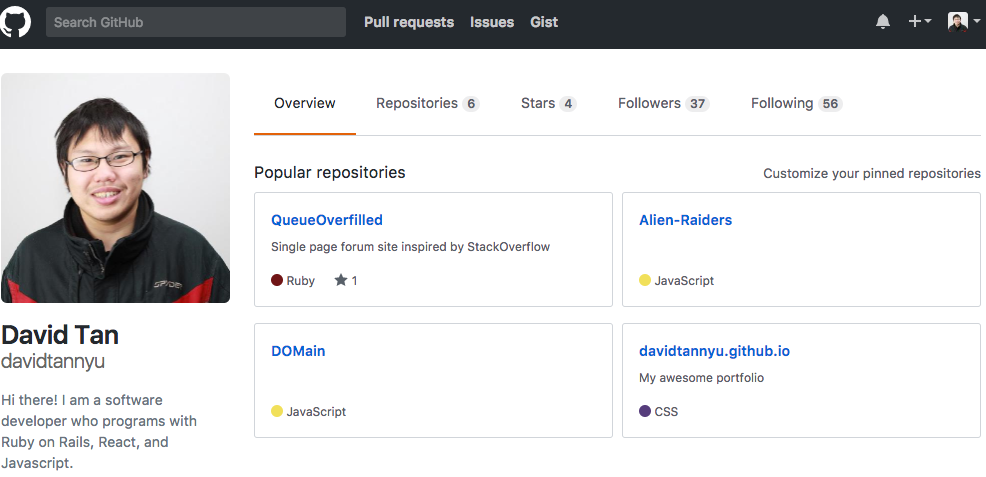 Search GitHub
Pull requests
Issues
Gist
Overview
Repositories 6
Stars 4
Followers 37
Following 56
Popular repositories
Customize your pinned repositories
QueueOverfilled
Single page forum site inspired by StackOverflow
Ruby
1
Alien-Raiders
JavaScript
DOMain
JavaScript
davidtannyu.github.io
My awesome portfolio
CSS
SPYDER
David Tan
davidtannyu
Hi there! I am a software
developer who programs with
Ruby on Rails, React, and
Javascript.